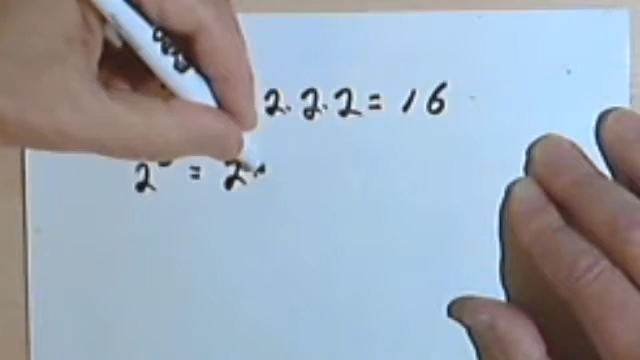 2·2·2 = 16
2 = 2·